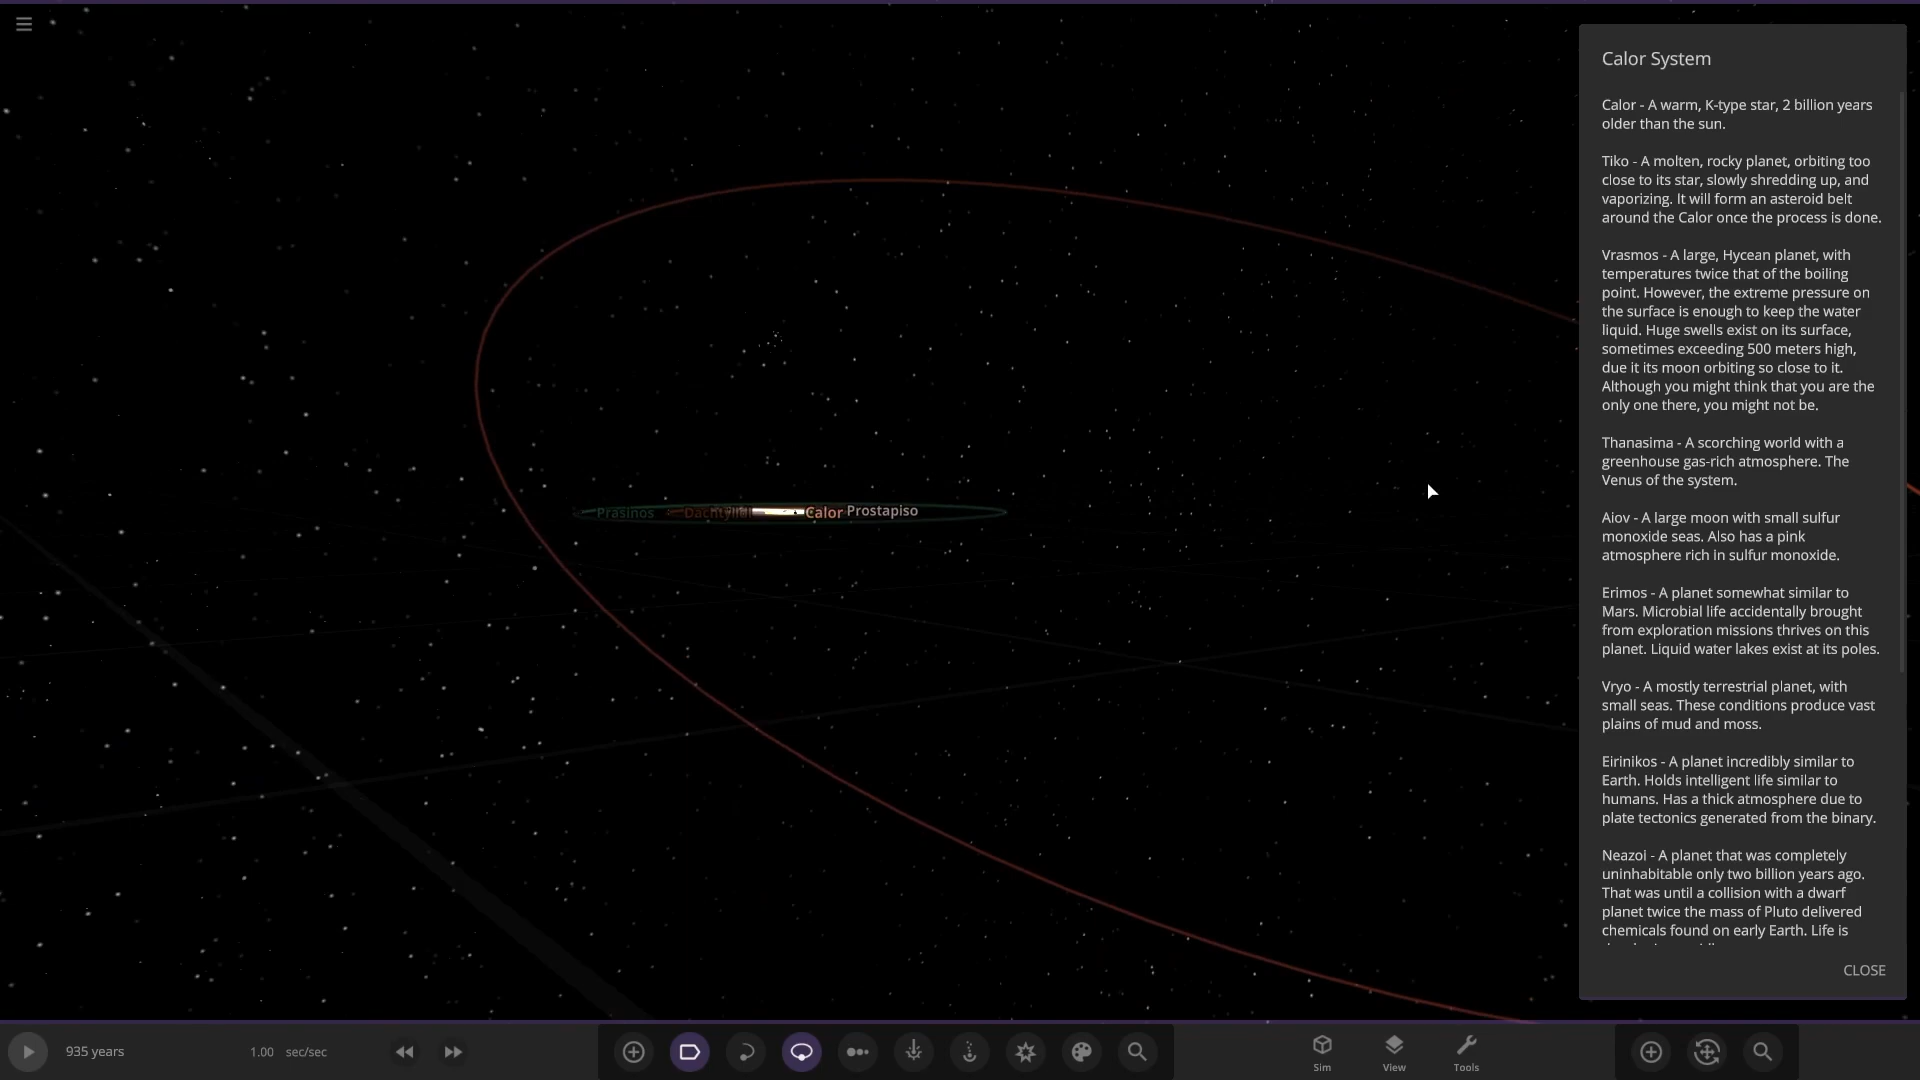 Calor System
Calor - A warm, K-type star, 2 billion years
older than the sun.
Tiko - A molten, rocky planet, orbiting too
close to its star, slowly shredding up, and
vaporizing. It will form an asteroid belt
around the Calor once the process is done.
Vrasmos - A large, Hycean planet, with
temperatures twice that of the boiling
point. However, the extreme pressure on
the surface is enough to keep the water
liquid. Huge swells exist on its surface,
sometimes exceeding 500 meters high,
due it its moon orbiting so close to it.
Although you might think that you are the
only one there, you might not be.
Thanasima - A scorching world with a
greenhouse gas-rich atmosphere. The
Venus of the system.
Aiov - A large moon with small sulfur
monoxide seas. Also has a pink
atmosphere rich in sulfur monoxide.
Erimos - A planet somewhat similar to
Mars. Microbial life accidentally brought
from exploration missions thrives on this
planet. Liquid water lakes exist at its poles.
Vryo - A mostly terrestrial planet, with
small seas. These conditions produce vast
plains of mud and moss.
Eirinikos - A planet incredibly similar to
Earth. Holds intelligent life similar to
humans. Has a thick atmosphere due to
plate tectonics generated from the binary.
Neazoi - A planet that was completely
uninhabitable only two billion years ago.
That was until a collision with a dwarf
planet twice the mass of Pluto delivered
chemicals found on early Earth. Life is
CLOSE
Prasinos Calor Prostapiso
935 years 1.00 sec/sec
Sim View Tools